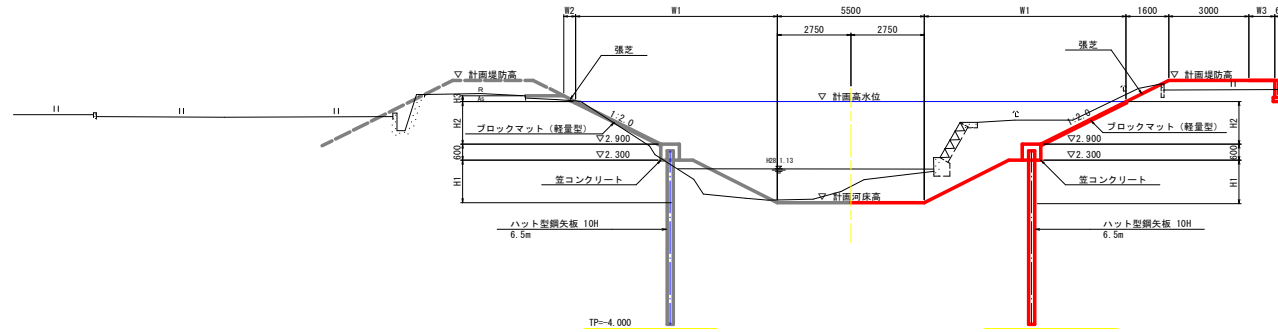 W2
W1
5500
W1
1600
3000
W3
2750
2750
張芝
張芝
▽ 計画堤防高
▽ 計画堤防高
R
As
H3
▽ 計画高水位
1:2.0
1:2.0
ブロックマット (軽量型)
ブロックマット (軽量型)
H2
H2
▽2.900
▽2.900
600
600
▽2.300
▽2.300
H28.1.13
笠コンクリート
笠コンクリート
H1
H1
▽ 計画河床高
ハット型鋼矢板 10H
6.5m
ハット型鋼矢板 10H
6.5m
TP=-4.000